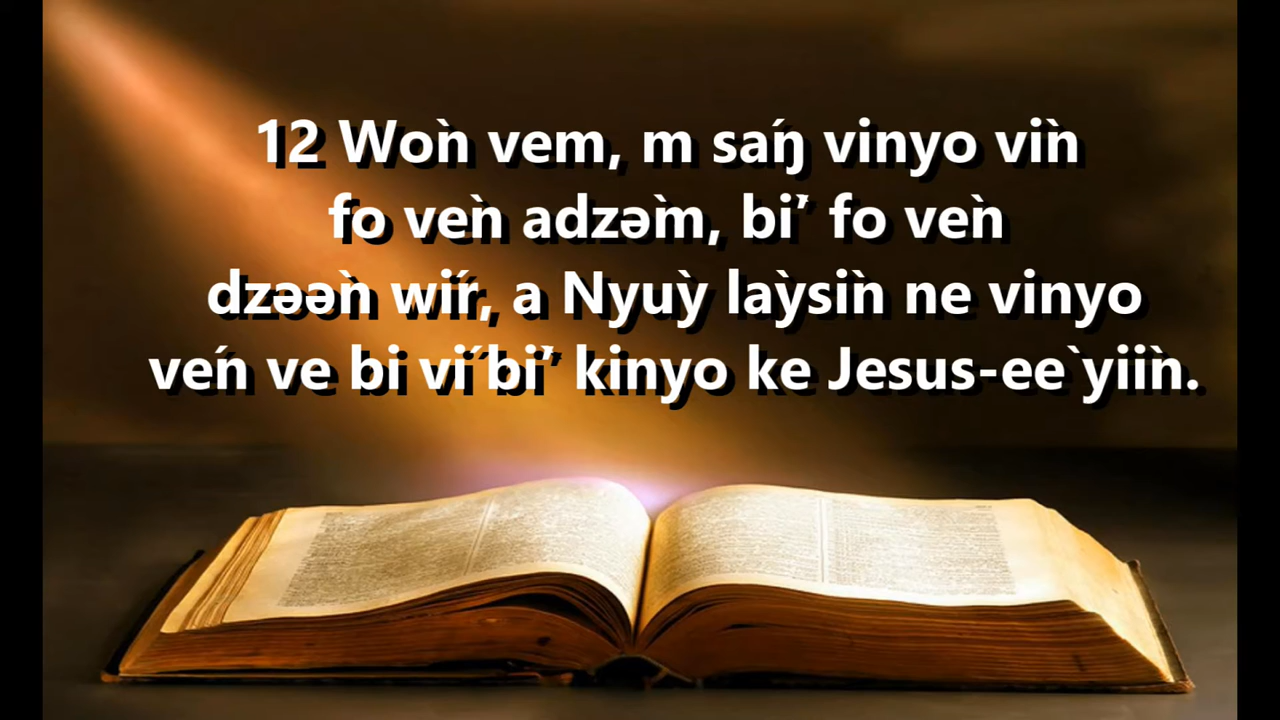 12 Woǹ vem, m saŋ́ vinyo viǹ
fo veǹ adzəm̀, bi’ fo veǹ
dzəəǹ wiŕ, a Nyuỳ laỳsiǹ ne vinyo
veń ve bi vi´bi’ kinyo ke Jesus-ee`yiiǹ.